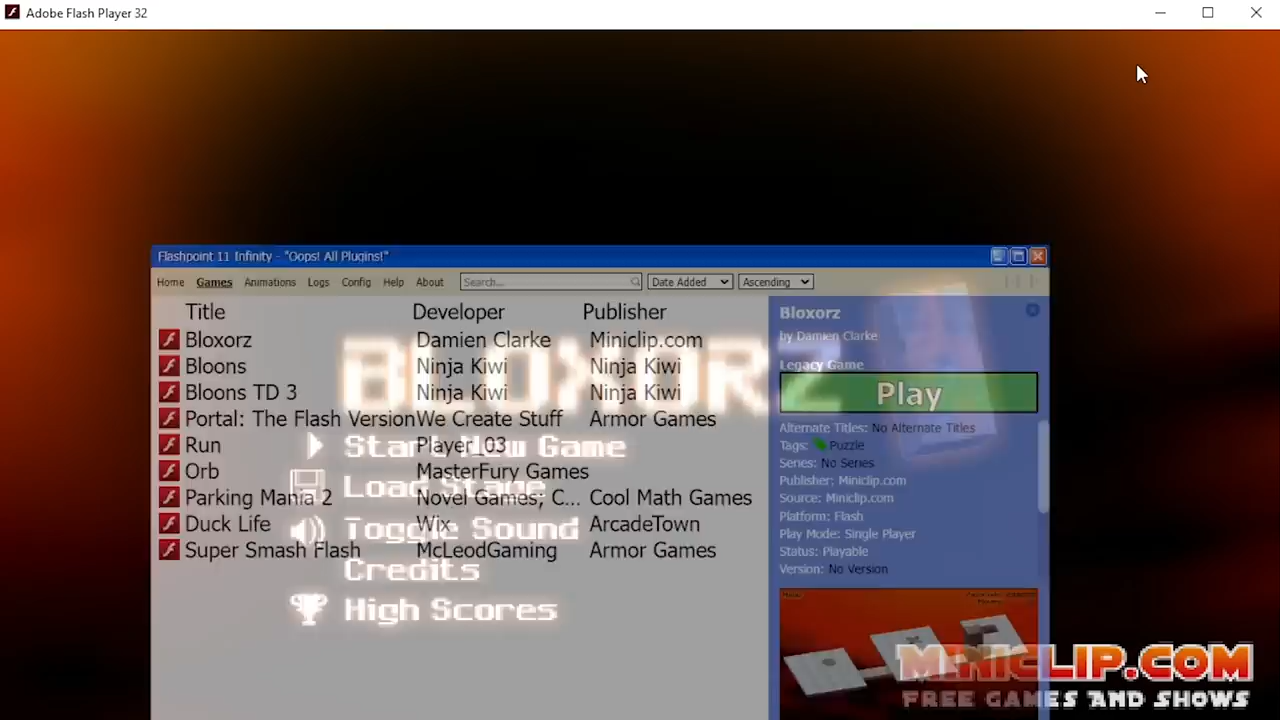 Adobe Flash Player 32
Flashpoint 11 Infinity - "Oops! All Plugins!"
Home Games Animations Logs Config Help About Search... Date Added Ascending
Title Developer Publisher
Bloxorz Damien Clarke Miniclip.com
Bloons Ninja Kiwi Ninja Kiwi
Bloons TD 3 Ninja Kiwi Ninja Kiwi
Portal: The Flash Version We Create Stuff Armor Games
Run Player_03
Orb MasterFury Games
Parking Mania 2 Novel Games; C... Cool Math Games
Duck Life Wix ArcadeTown
Super Smash Flash McLeodGaming Armor Games
BLOXORZ
Start New Game
Load Stage
Toggle Sound
Credits
High Scores
Bloxorz
by Damien Clarke
Legacy Game
Play
Alternate Titles: No Alternate Titles
Tags: Puzzle
Series: No Series
Publisher: Miniclip.com
Source: Miniclip.com
Platform: Flash
Play Mode: Single Player
Status: Playable
Version: No Version
MINICLIP.COM
FREE GAMES AND SHOWS